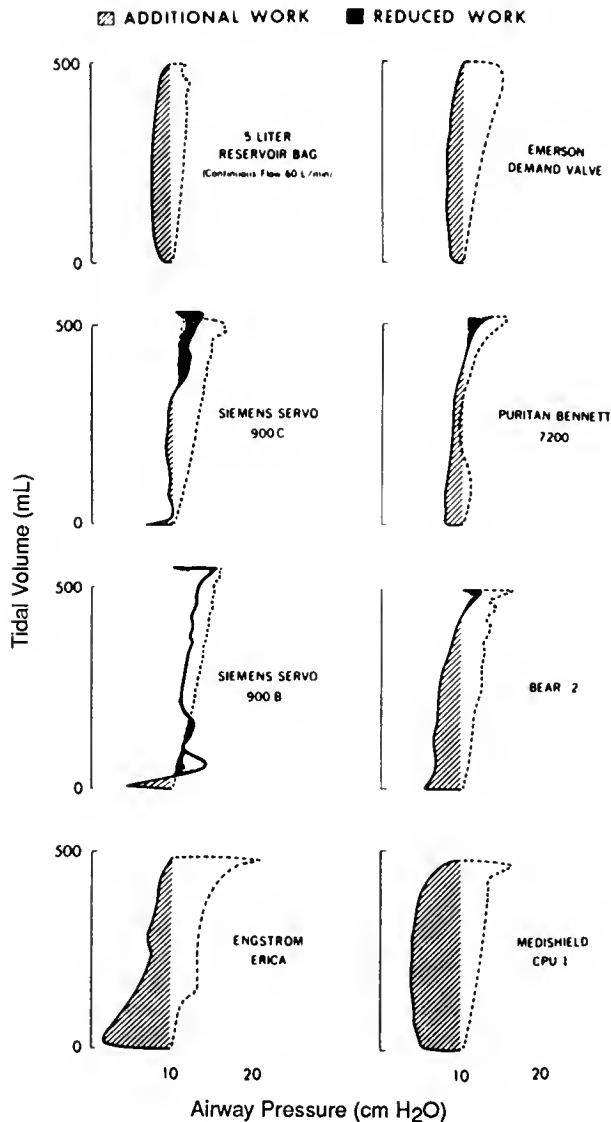 ADDITIONAL WORK REDUCED WORK
500
0
5 LITER
RESERVOIR BAG
(Continuous Flow 60 L/min)
EMERSON
DEMAND VALVE
500
0
SIEMENS SERVO
900 C
PURITAN BENNETT
7200
Tidal Volume (mL)
500
0
SIEMENS SERVO
900 B
BEAR 2
500
0
ENGSTROM
ERICA
MEDISHIELD
CPU 1
10 20 10 20
Airway Pressure (cm H₂O)